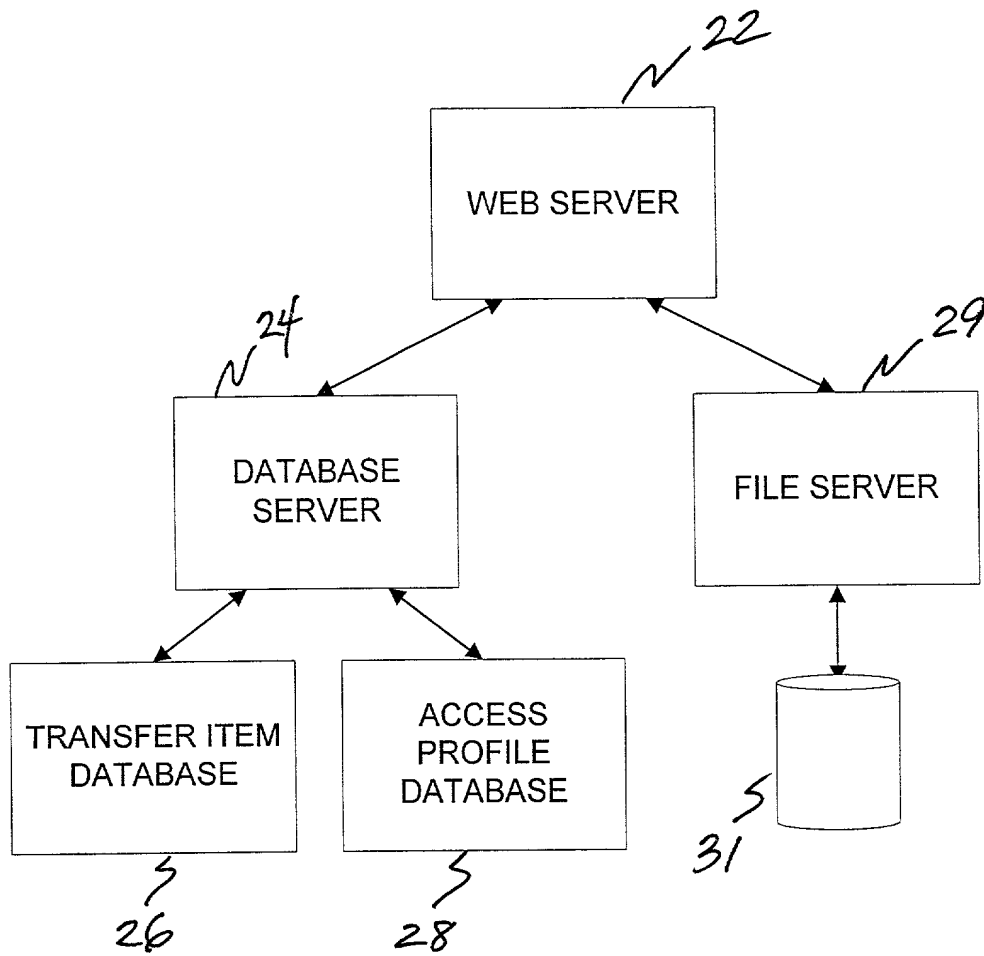 22
WEB SERVER
24
29
DATABASE
SERVER
FILE SERVER
TRANSFER ITEM
DATABASE
ACCESS
PROFILE
DATABASE
31
26
28